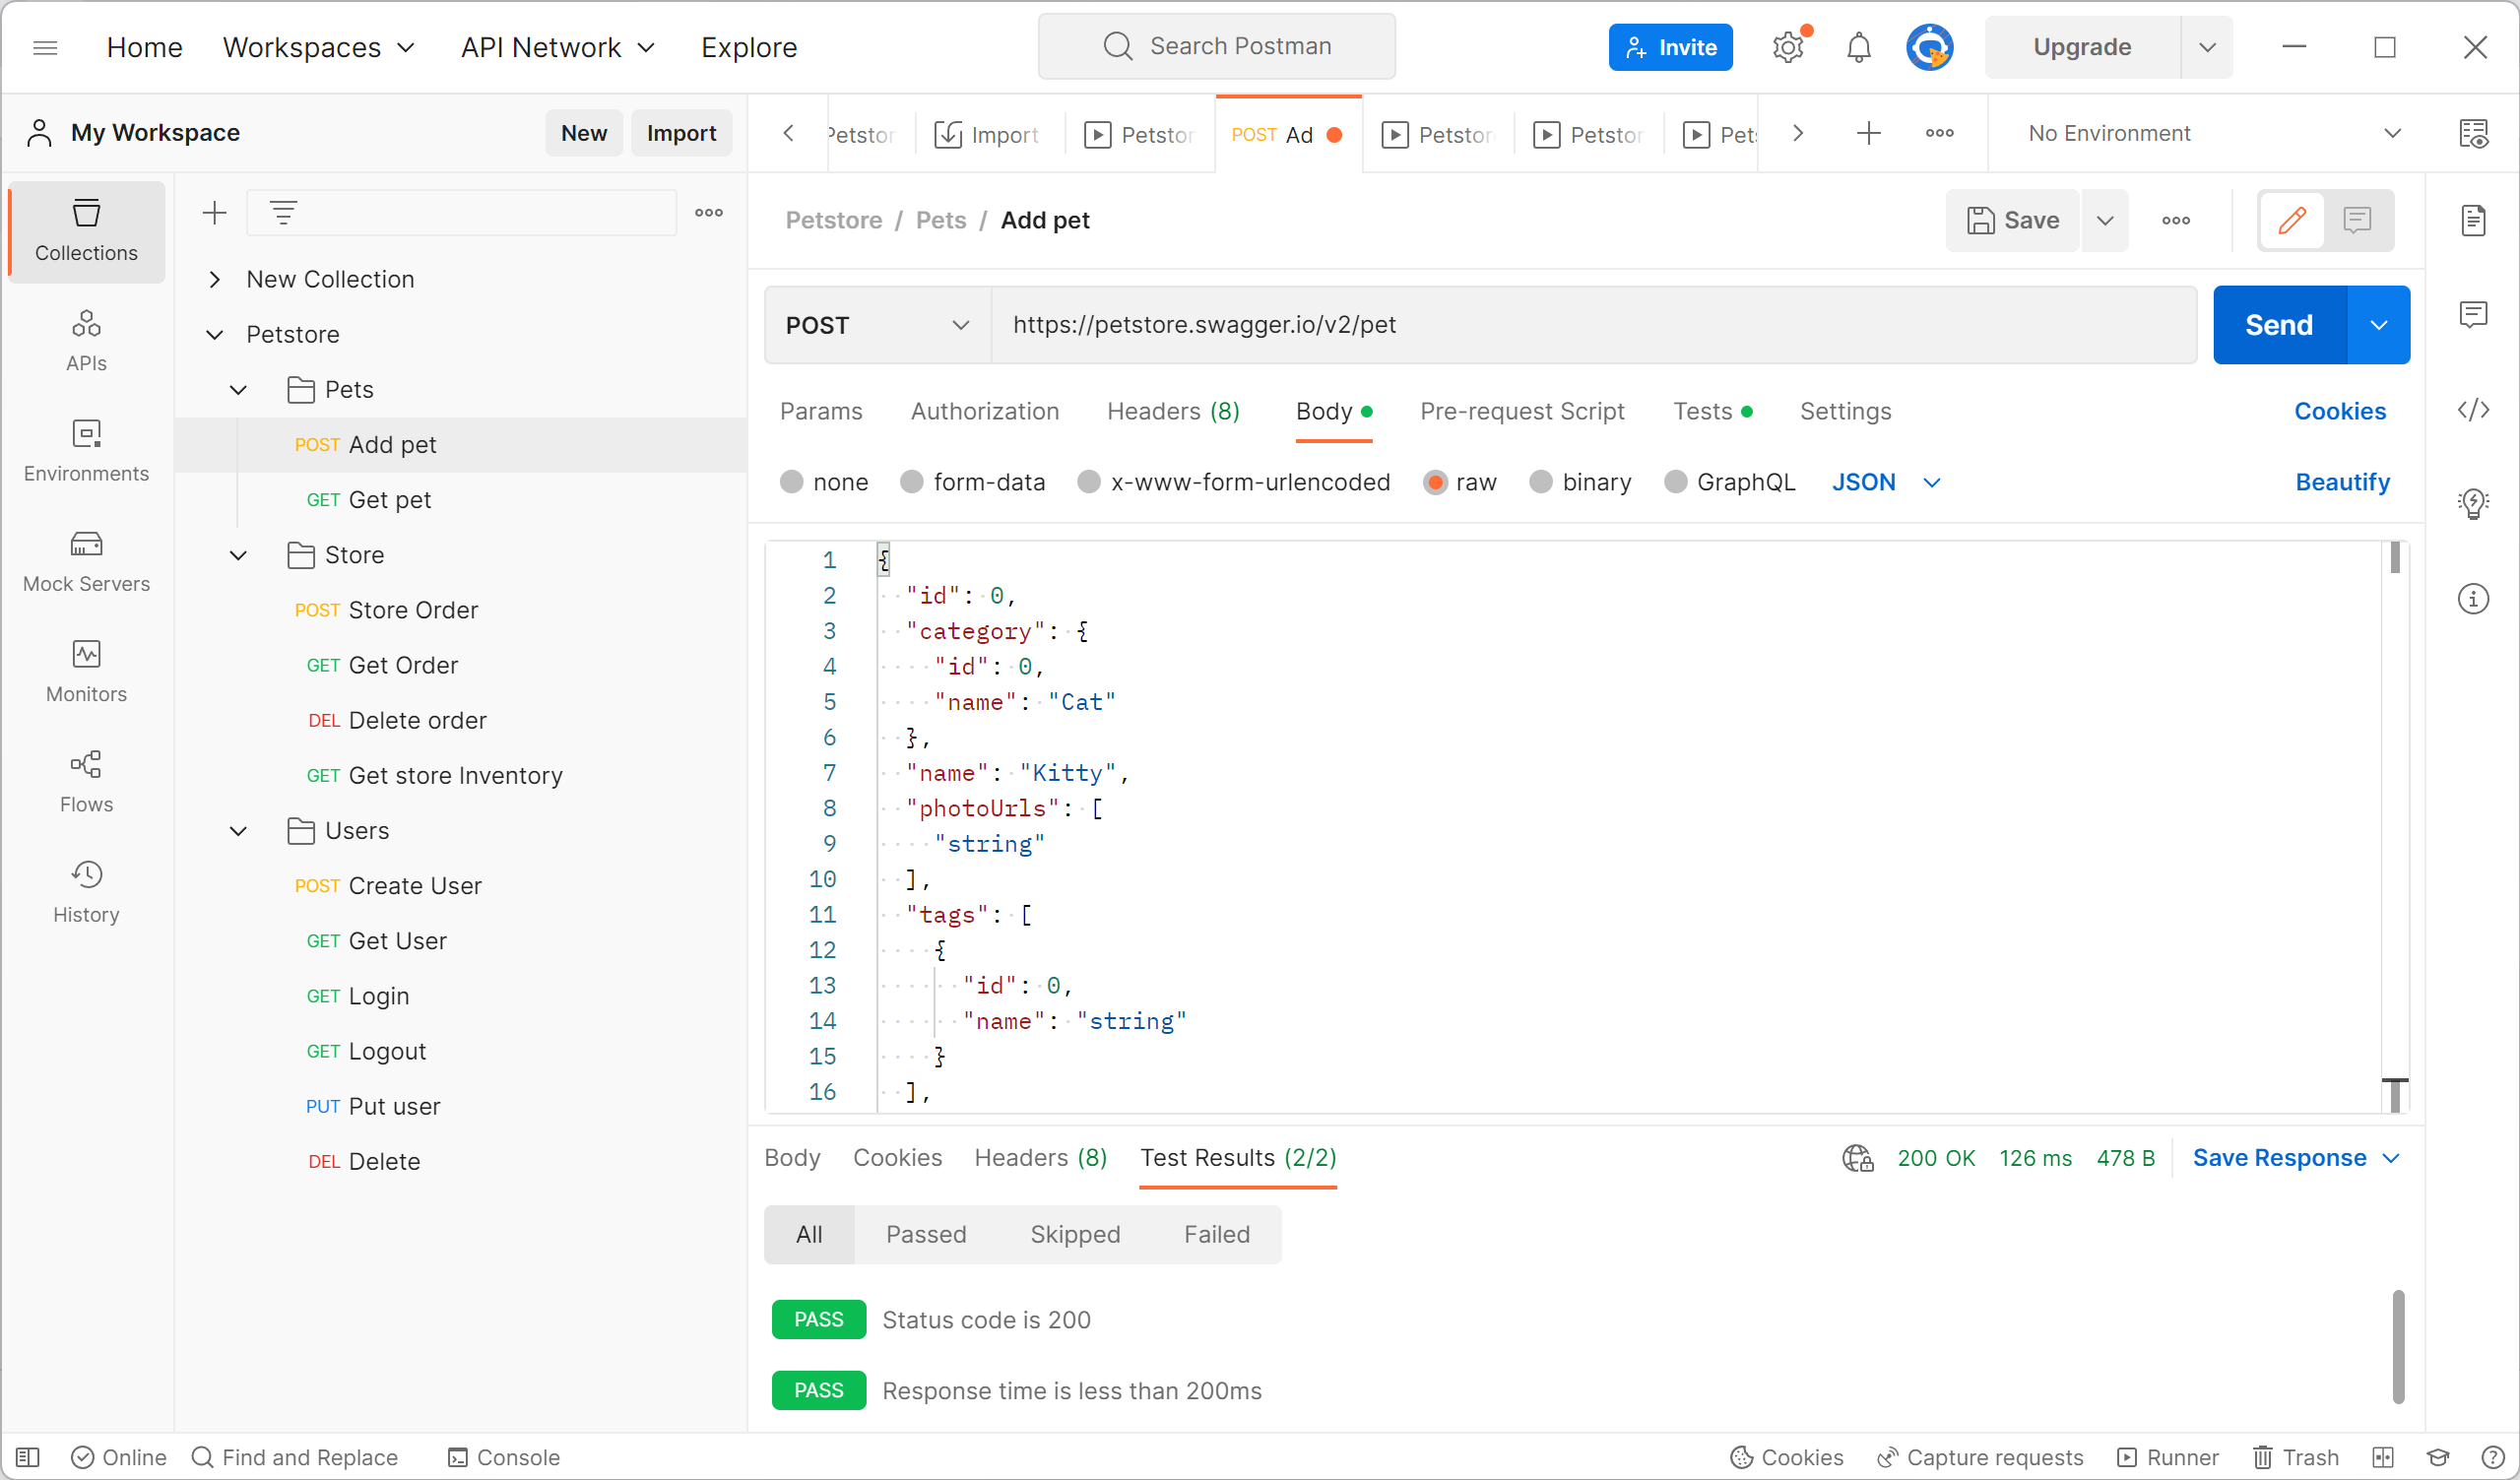 Home Workspaces API Network Explore Search Postman Invite Upgrade
My Workspace New Import
Petstor Import Petstor POST Ad Petstor Petstor Pets No Environment
Collections
APIs
Environments
Mock Servers
Monitors
Flows
History
New Collection
Petstore
Pets
POST Add pet
GET Get pet
Store
POST Store Order
GET Get Order
DEL Delete order
GET Get store Inventory
Users
POST Create User
GET Get User
GET Login
GET Logout
PUT Put user
DEL Delete
Petstore / Pets / Add pet Save
POST https://petstore.swagger.io/v2/pet Send
Params Authorization Headers (8) Body Pre-request Script Tests Settings Cookies
none form-data x-www-form-urlencoded raw binary GraphQL JSON Beautify
1 {
2 "id": 0,
3 "category": {
4 "id": 0,
5 "name": "Cat"
6 },
7 "name": "Kitty",
8 "photoUrls": [
9 "string"
10 ],
11 "tags": [
12 {
13 "id": 0,
14 "name": "string"
15 }
16 ],
Body Cookies Headers (8) Test Results (2/2) 200 OK 126 ms 478 B Save Response
All Passed Skipped Failed
PASS Status code is 200
PASS Response time is less than 200ms
Online Find and Replace Console Cookies Capture requests Runner Trash